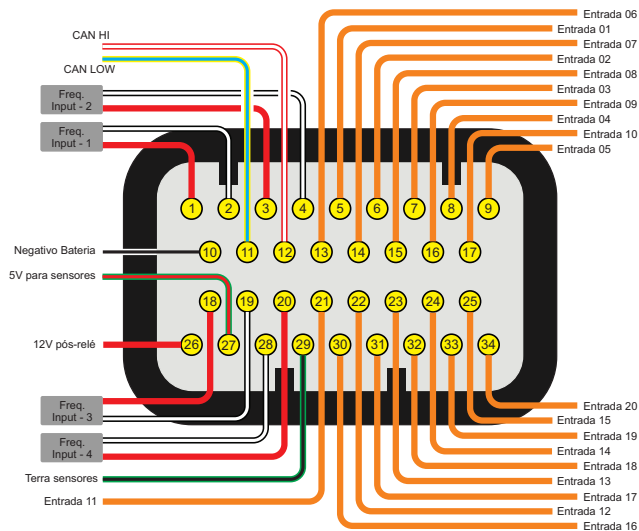 Entrada 06
Entrada 01
Entrada 07
Entrada 02
Entrada 08
Entrada 03
Entrada 09
Entrada 04
Entrada 10
Entrada 05
CAN HI
CAN LOW
Freq.
Input - 2
Freq.
Input - 1
1 2 3 4 5 6 7 8 9
Negativo Bateria
10 11 12 13 14 15 16 17
5V para sensores
18 19 20 21 22 23 24 25
12V pós-relé
26 27 28 29 30 31 32 33 34
Freq.
Input - 3
Freq.
Input - 4
Terra sensores
Entrada 11
Entrada 20
Entrada 15
Entrada 19
Entrada 14
Entrada 18
Entrada 13
Entrada 17
Entrada 12
Entrada 16